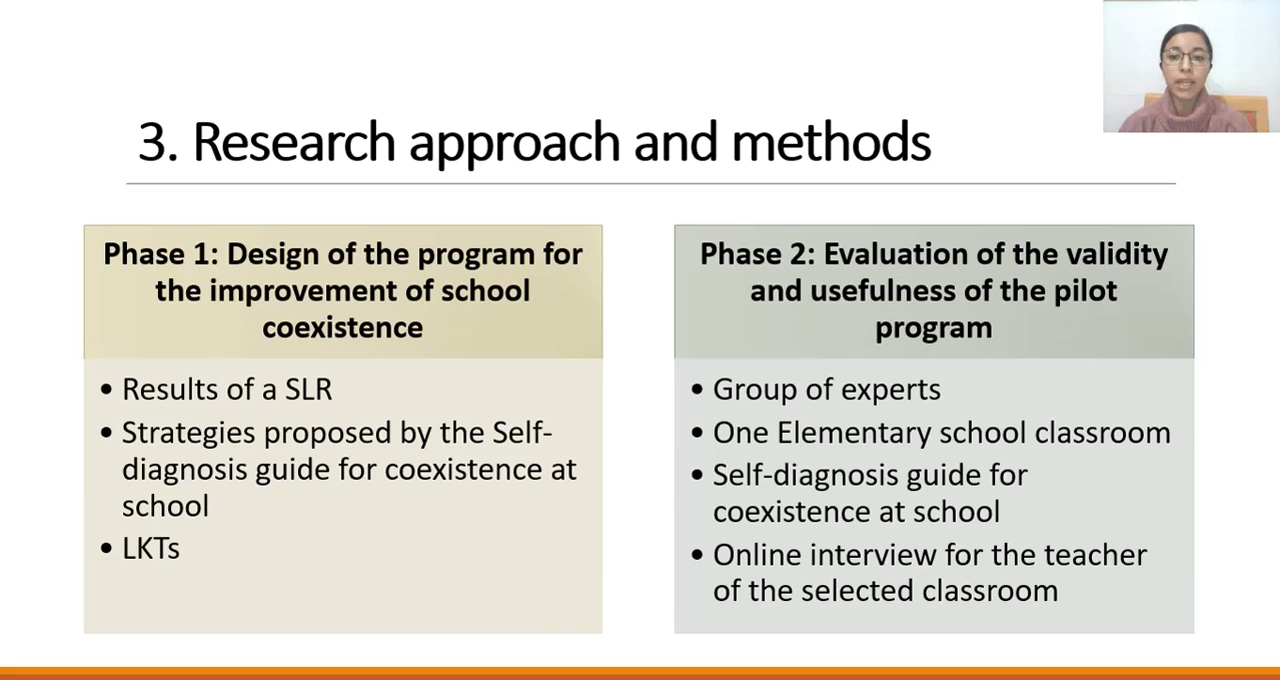 3. Research approach and methods
Phase 1: Design of the program for
the improvement of school
coexistence
• Results of a SLR
• Strategies proposed by the Self-
diagnosis guide for coexistence at
school
• LKTs
Phase 2: Evaluation of the validity
and usefulness of the pilot
program
• Group of experts
• One Elementary school classroom
• Self-diagnosis guide for
coexistence at school
• Online interview for the teacher
of the selected classroom